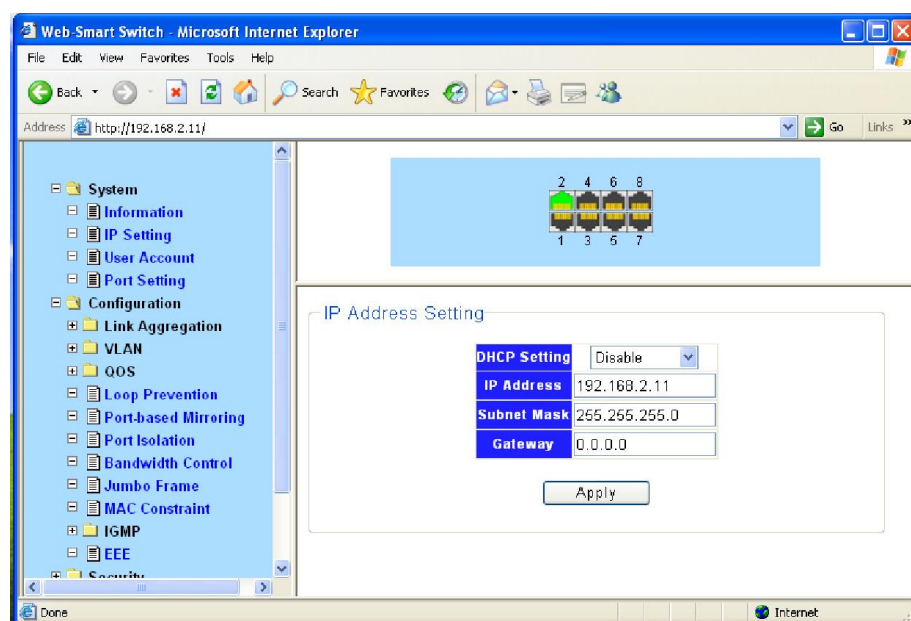 Web-Smart Switch - Microsoft Internet Explorer
File Edit View Favorites Tools Help
Back Search Favorites
Address http://192.168.2.11/ Go Links »
System
Information
IP Setting
User Account
Port Setting
Configuration
Link Aggregation
VLAN
QOS
Loop Prevention
Port-based Mirroring
Port Isolation
Bandwidth Control
Jumbo Frame
MAC Constraint
IGMP
EEE
Security
2 4 6 8
1 3 5 7
IP Address Setting
DHCP Setting Disable
IP Address 192.168.2.11
Subnet Mask 255.255.255.0
Gateway 0.0.0.0
Apply
Done Internet